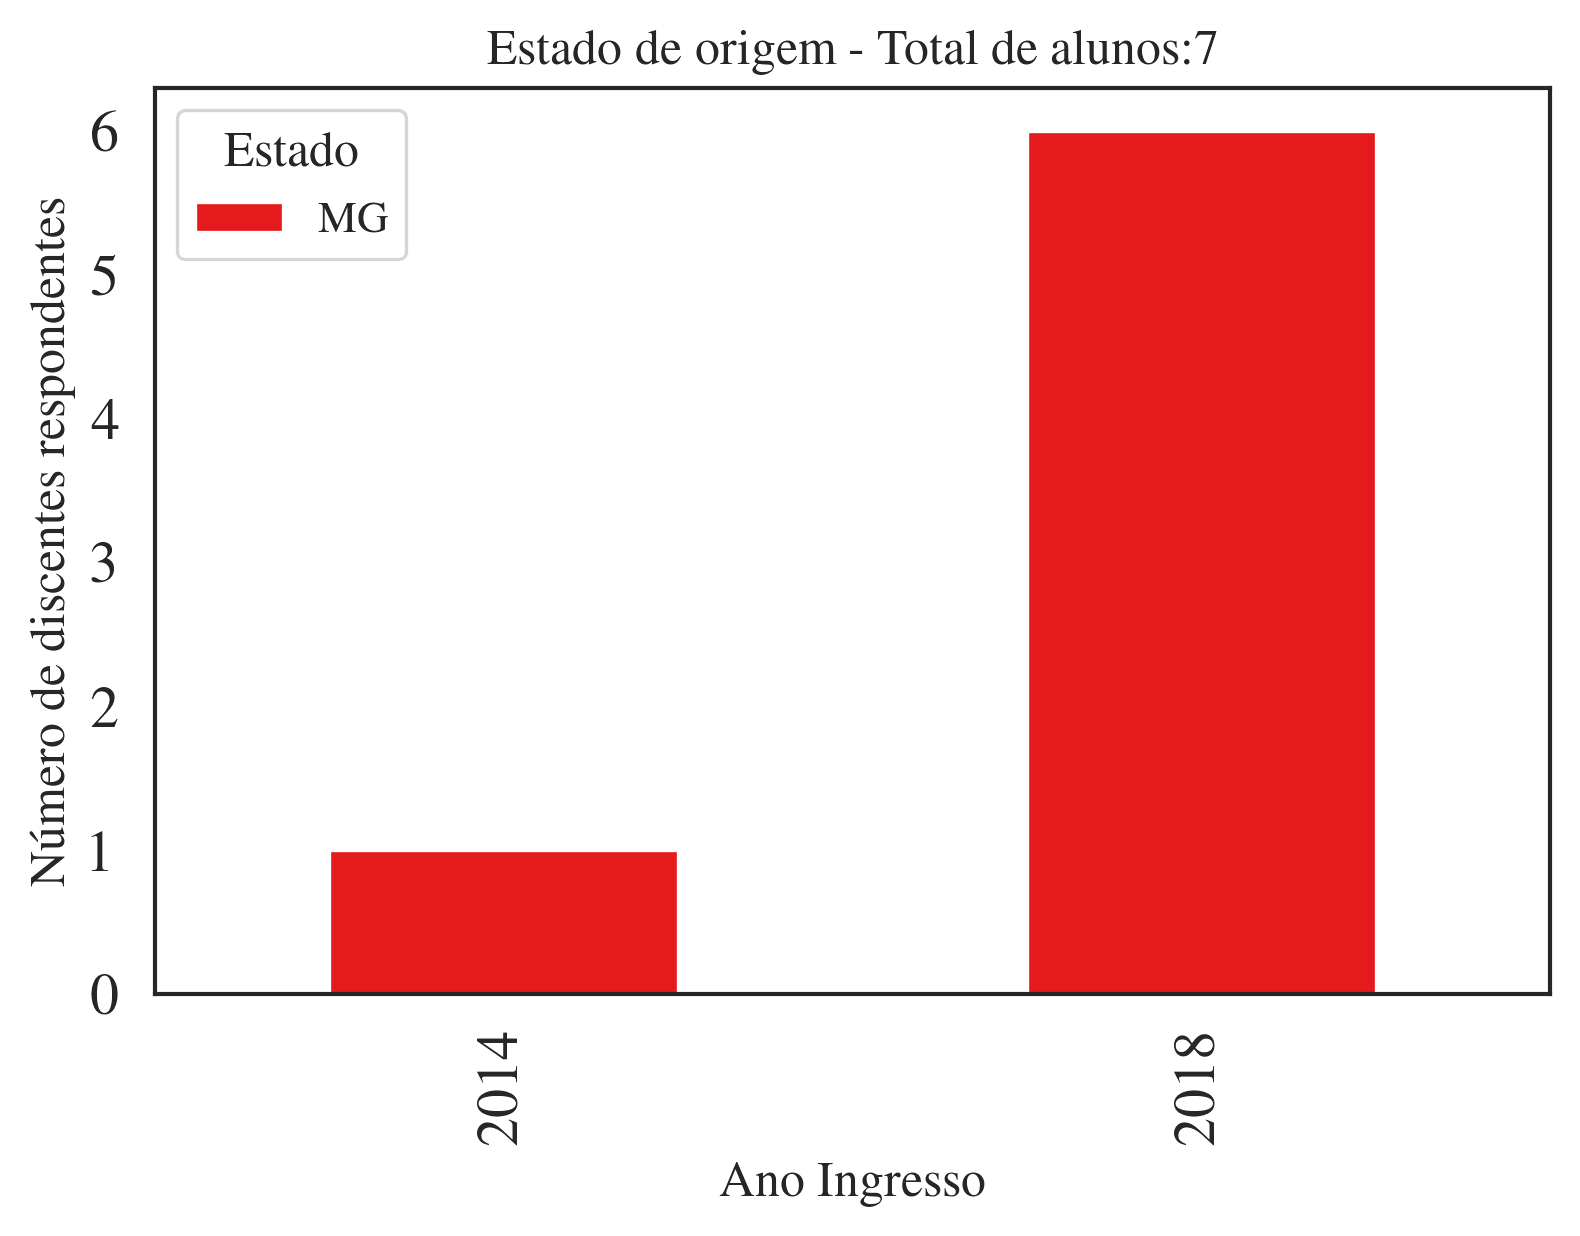 Estado de origem - Total de alunos:7
Estado
MG
Número de discentes respondentes
6
5
4
3
2
1
0
2014
2018
Ano Ingresso